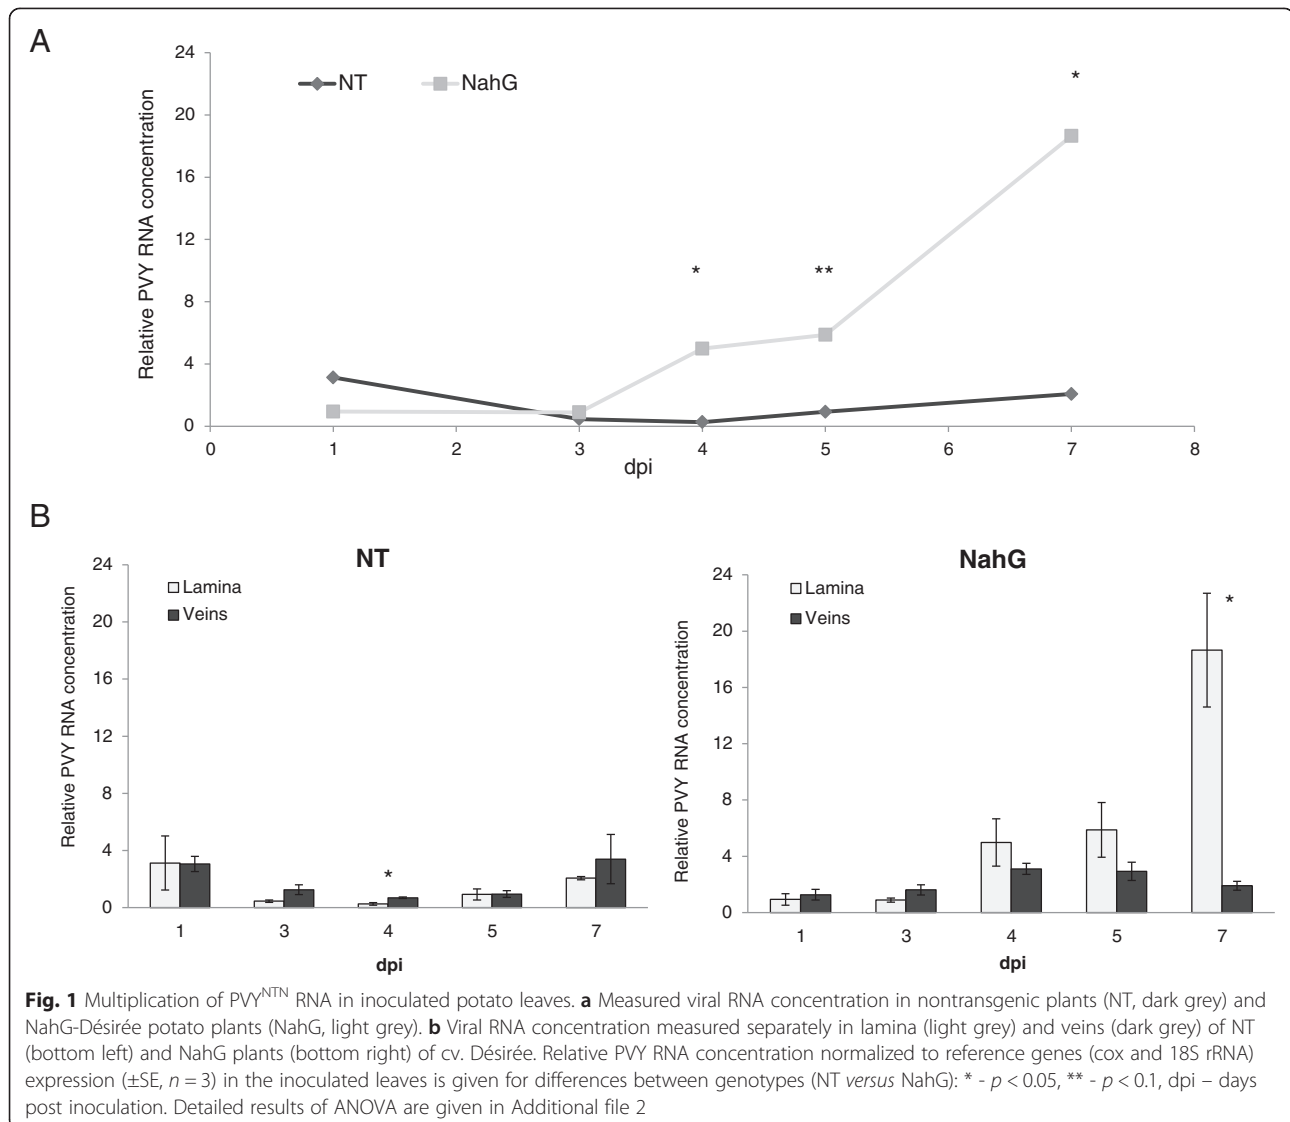 A
24
20
16
12
8
4
0
Relative PVY RNA concentration
NT
NahG
*
**
*
0 1 2 3 4 5 6 7 8
dpi
B
NT
24
20
16
12
8
4
0
Relative PVY RNA concentration
Lamina
Veins
*
1 3 4 5 7
dpi
NahG
24
20
16
12
8
4
0
Relative PVY RNA concentration
Lamina
Veins
*
1 3 4 5 7
dpi
Fig. 1 Multiplication of PVY^NTN RNA in inoculated potato leaves. a Measured viral RNA concentration in nontransgenic plants (NT, dark grey) and
NahG-Désirée potato plants (NahG, light grey). b Viral RNA concentration measured separately in lamina (light grey) and veins (dark grey) of NT
(bottom left) and NahG plants (bottom right) of cv. Désirée. Relative PVY RNA concentration normalized to reference genes (cox and 18S rRNA)
expression (±SE, n = 3) in the inoculated leaves is given for differences between genotypes (NT versus NahG): * - p < 0.05, ** - p < 0.1, dpi – days
post inoculation. Detailed results of ANOVA are given in Additional file 2